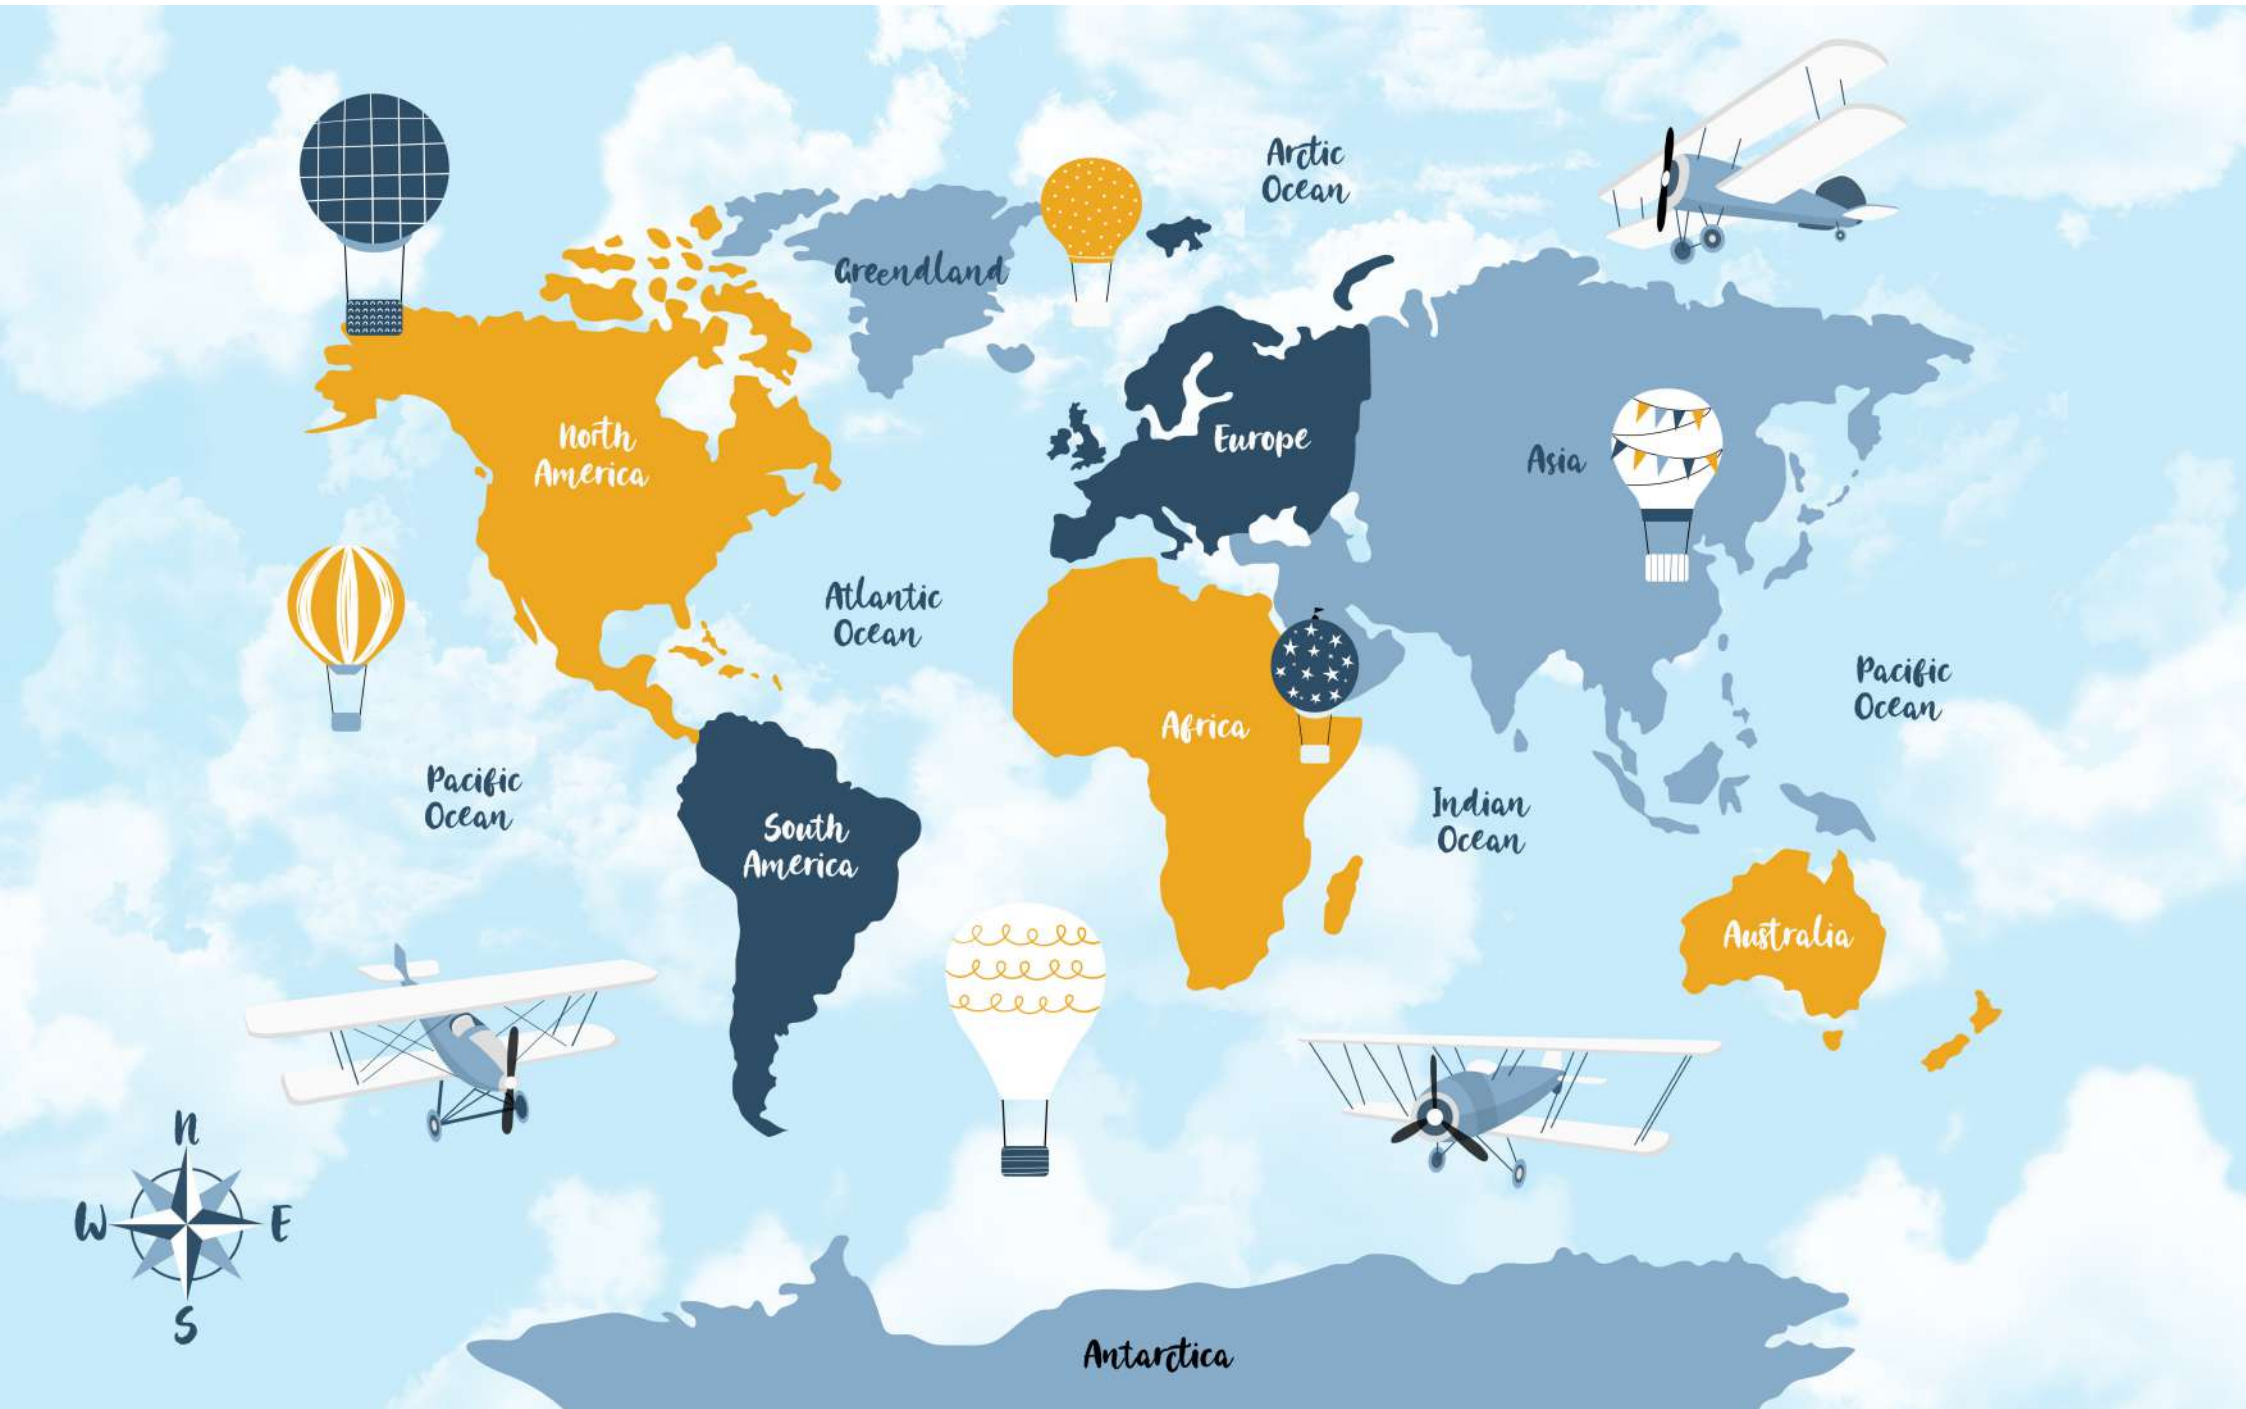 Arctic
Ocean
Greendland
North
America
Europe
Asia
Atlantic
Ocean
Pacific
Ocean
Africa
Pacific
Ocean
Indian
Ocean
South
America
Australia
n
W
E
S
Antarctica